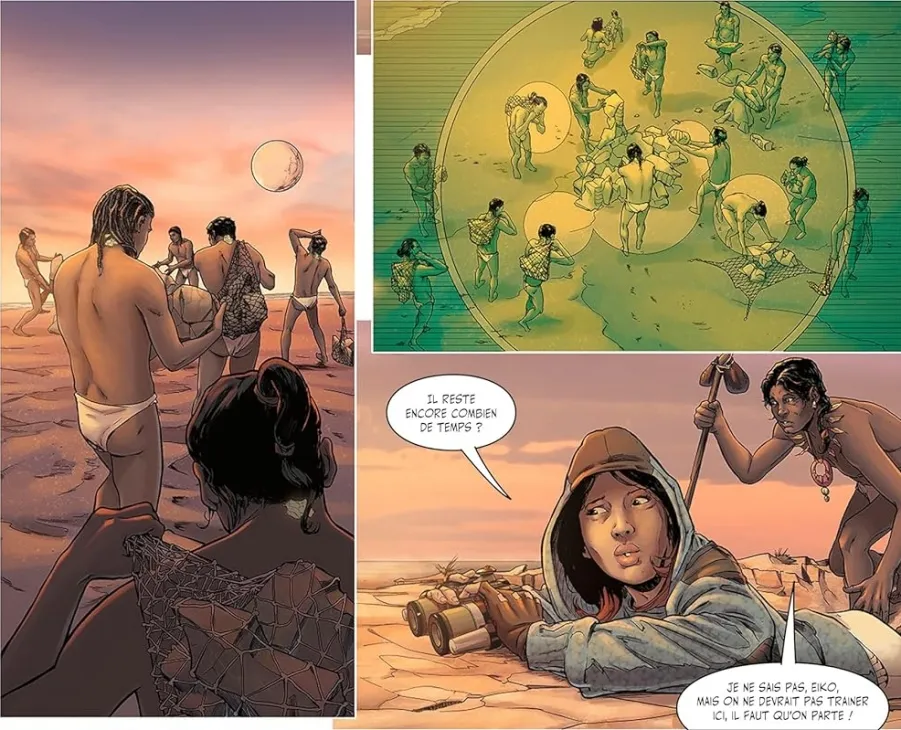 IL RESTE
ENCORE COMBIEN
DE TEMPS ?
JE NE SAIS PAS, EIKO,
MAIS ON NE DEVRAIT PAS TRAINER
ICI, IL FAUT QU'ON PARTE !